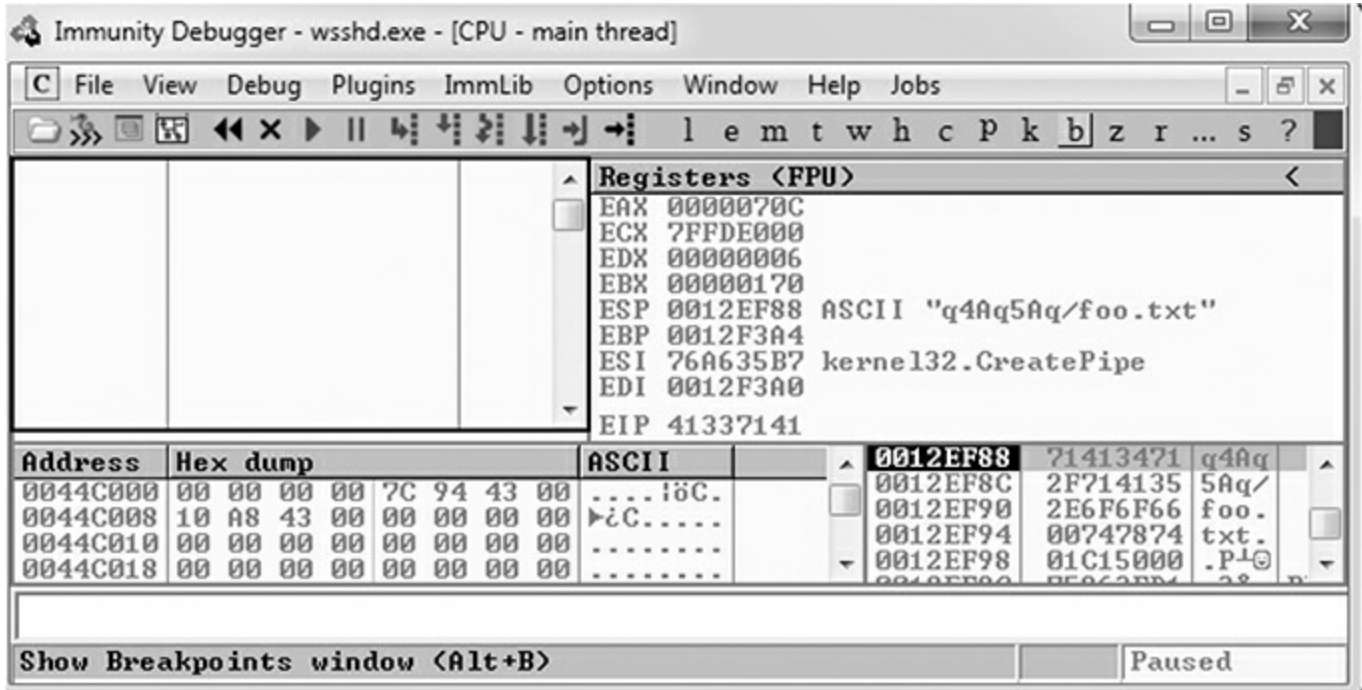 Immunity Debugger - wsshd.exe - [CPU - main thread]
C File View Debug Plugins ImmLib Options Window Help Jobs
l e m t w h c P k b z r ... s ?
Registers (FPU) <
EAX 0000070C
ECX 7FFDE000
EDX 00000006
EBX 00000170
ESP 0012EF88 ASCII "q4Aq5Aq/foo.txt"
EBP 0012F3A4
ESI 76A635B7 kernel32.CreatePipe
EDI 0012F3A0
EIP 41337141
Address Hex dump ASCII
0044C000 00 00 00 00 7C 94 43 00 ....¦öC.
0044C008 10 A8 43 00 00 00 00 00 ►¿C.....
0044C010 00 00 00 00 00 00 00 00 ........
0044C018 00 00 00 00 00 00 00 00 ........
0012EF88 71413471 q4Aq
0012EF8C 2F714135 5Aq/
0012EF90 2E6F6F66 foo.
0012EF94 00747874 txt.
0012EF98 01C15000 .P┴☺
Show Breakpoints window (Alt+B)
Paused